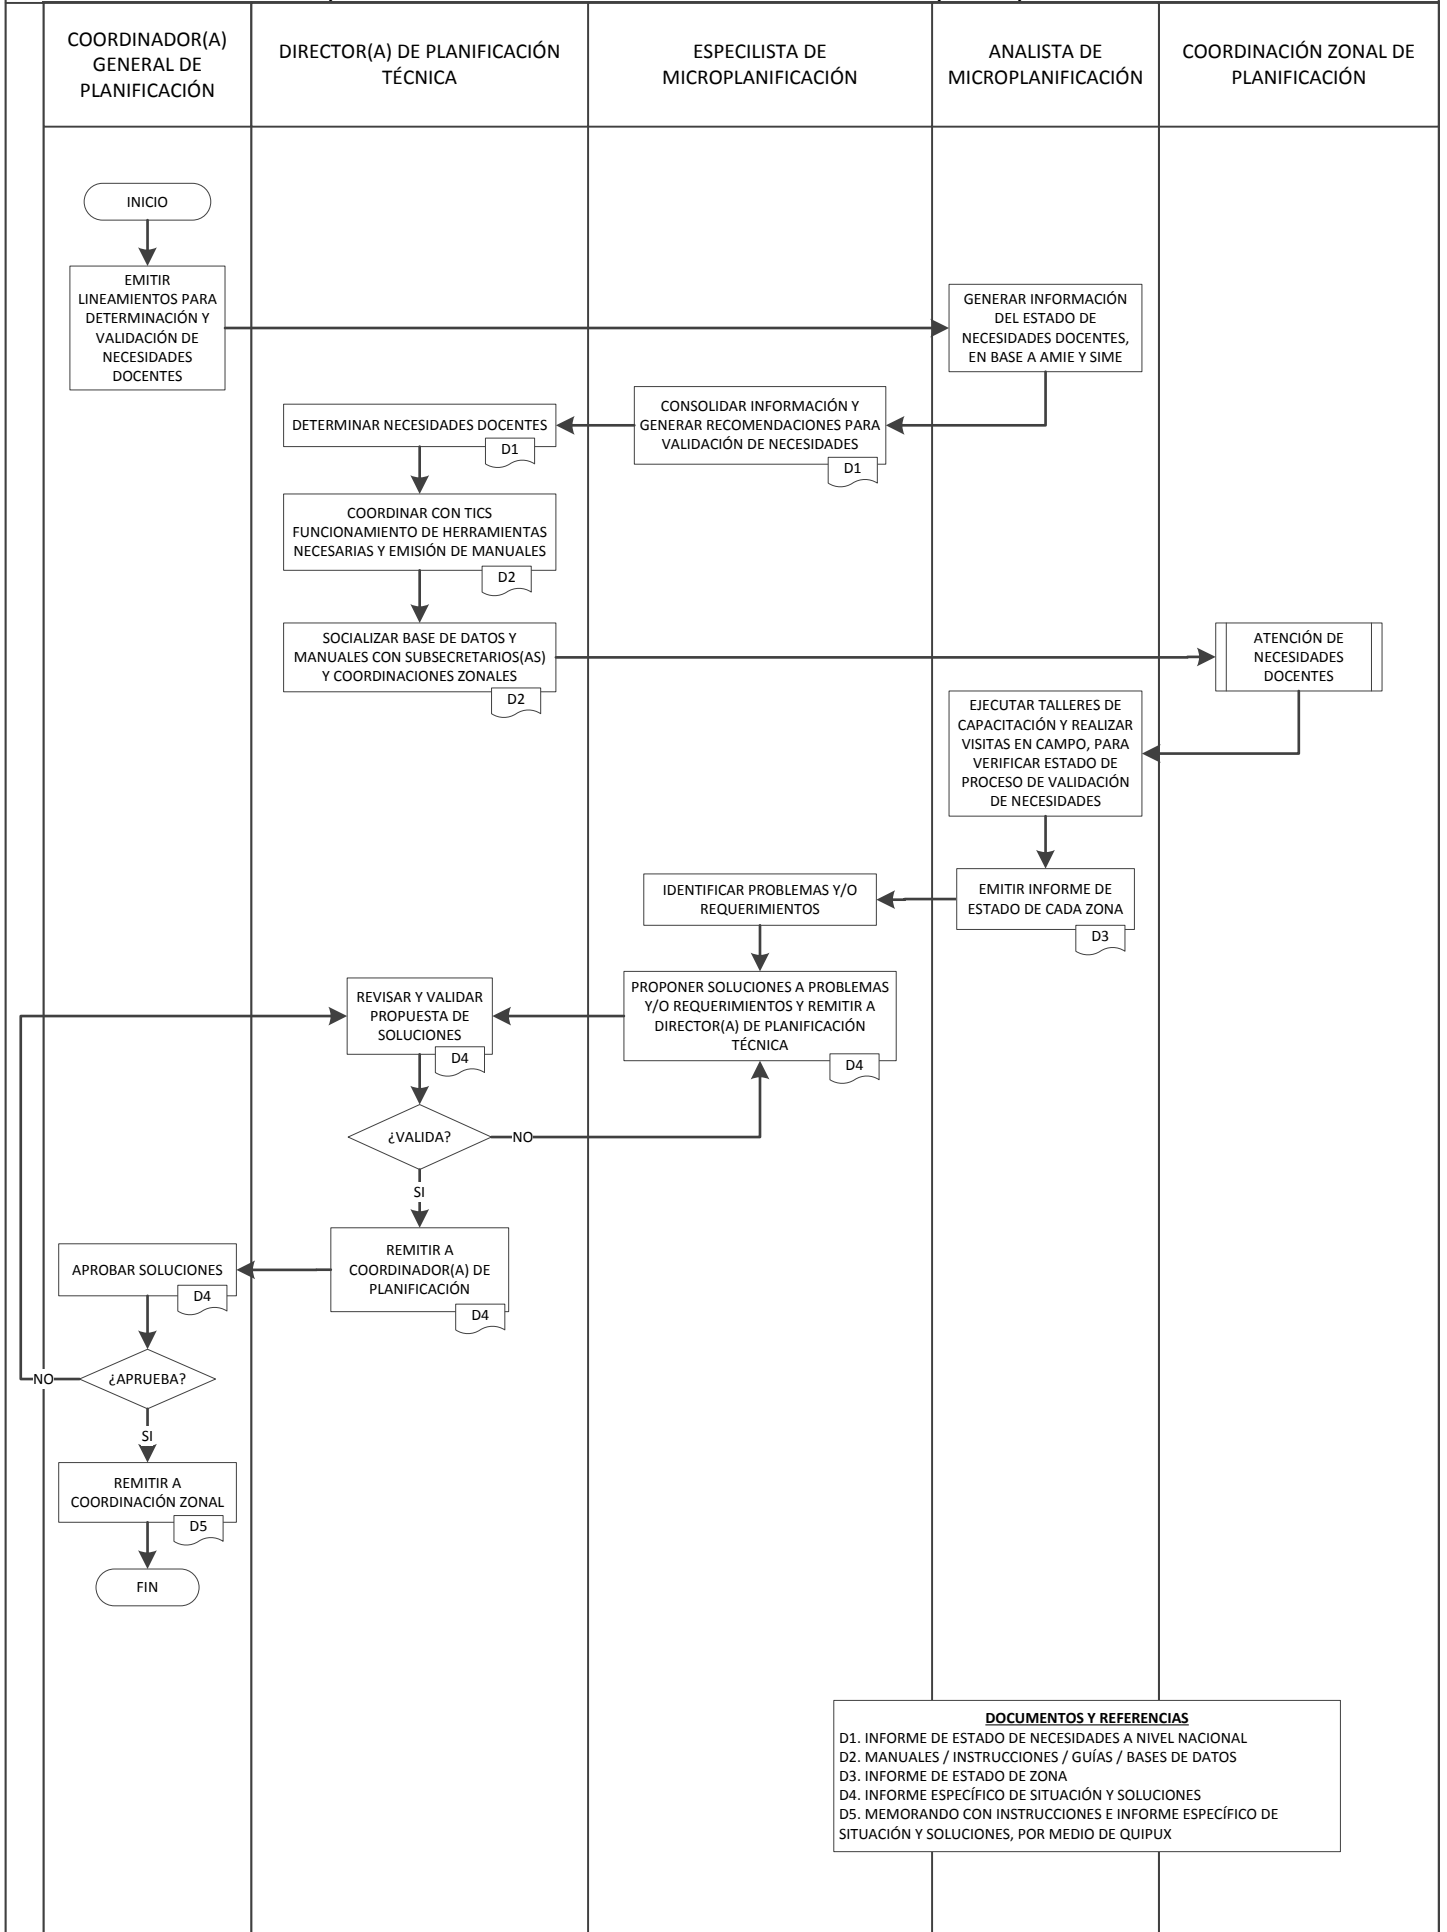 COORDINADOR(A)
GENERAL DE
PLANIFICACIÓN
DIRECTOR(A) DE PLANIFICACIÓN
TÉCNICA
ESPECILISTA DE
MICROPLANIFICACIÓN
ANALISTA DE
MICROPLANIFICACIÓN
COORDINACIÓN ZONAL DE
PLANIFICACIÓN
INICIO
EMITIR
LINEAMIENTOS PARA
DETERMINACIÓN Y
VALIDACIÓN DE
NECESIDADES
DOCENTES
GENERAR INFORMACIÓN
DEL ESTADO DE
NECESIDADES DOCENTES,
EN BASE A AMIE Y SIME
CONSOLIDAR INFORMACIÓN Y
GENERAR RECOMENDACIONES PARA
VALIDACIÓN DE NECESIDADES
D1
DETERMINAR NECESIDADES DOCENTES
D1
COORDINAR CON TICS
FUNCIONAMIENTO DE HERRAMIENTAS
NECESARIAS Y EMISIÓN DE MANUALES
D2
SOCIALIZAR BASE DE DATOS Y
MANUALES CON SUBSECRETARIOS(AS)
Y COORDINACIONES ZONALES
D2
ATENCIÓN DE
NECESIDADES
DOCENTES
EJECUTAR TALLERES DE
CAPACITACIÓN Y REALIZAR
VISITAS EN CAMPO, PARA
VERIFICAR ESTADO DE
PROCESO DE VALIDACIÓN
DE NECESIDADES
EMITIR INFORME DE
ESTADO DE CADA ZONA
D3
IDENTIFICAR PROBLEMAS Y/O
REQUERIMIENTOS
PROPONER SOLUCIONES A PROBLEMAS
Y/O REQUERIMIENTOS Y REMITIR A
DIRECTOR(A) DE PLANIFICACIÓN
TÉCNICA
D4
REVISAR Y VALIDAR
PROPUESTA DE
SOLUCIONES
D4
¿VALIDA?
NO
SI
REMITIR A
COORDINADOR(A) DE
PLANIFICACIÓN
D4
APROBAR SOLUCIONES
D4
¿APRUEBA?
NO
SI
REMITIR A
COORDINACIÓN ZONAL
D5
FIN
DOCUMENTOS Y REFERENCIAS
D1. INFORME DE ESTADO DE NECESIDADES A NIVEL NACIONAL
D2. MANUALES / INSTRUCCIONES / GUÍAS / BASES DE DATOS
D3. INFORME DE ESTADO DE ZONA
D4. INFORME ESPECÍFICO DE SITUACIÓN Y SOLUCIONES
D5. MEMORANDO CON INSTRUCCIONES E INFORME ESPECÍFICO DE
SITUACIÓN Y SOLUCIONES, POR MEDIO DE QUIPUX